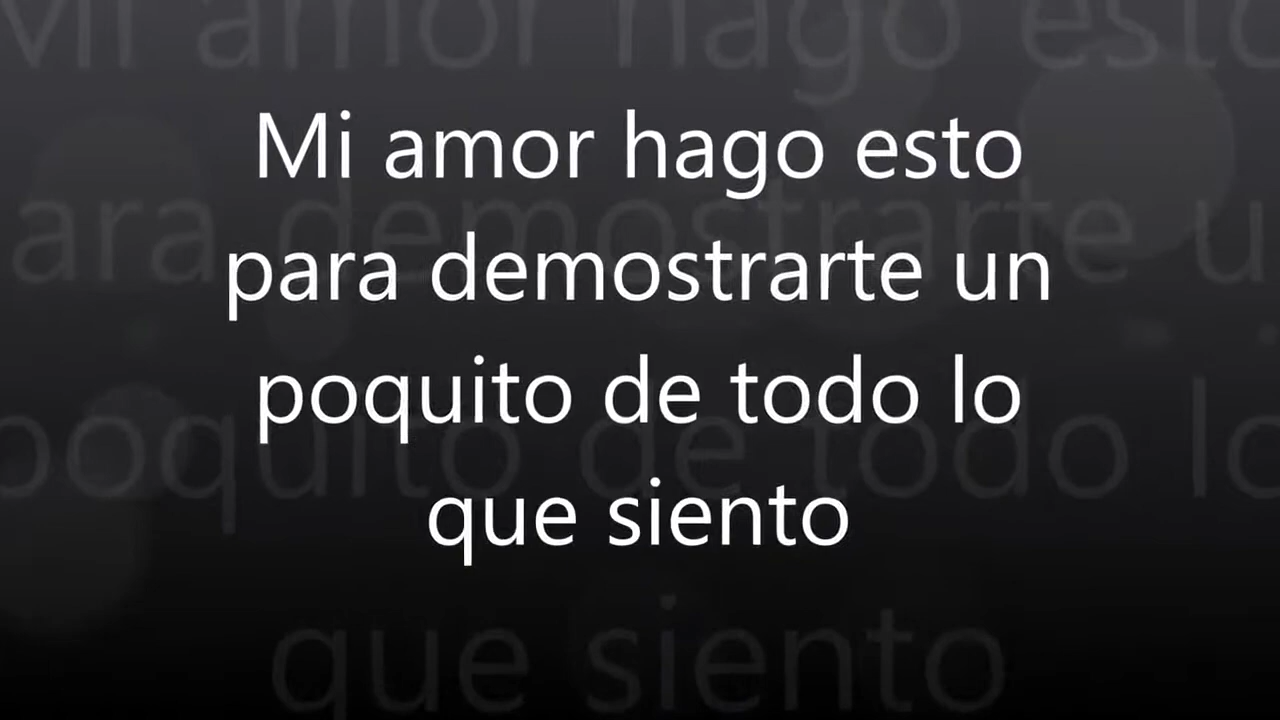 Mi amor hago esto
para demostrarte un
poquito de todo lo
que siento